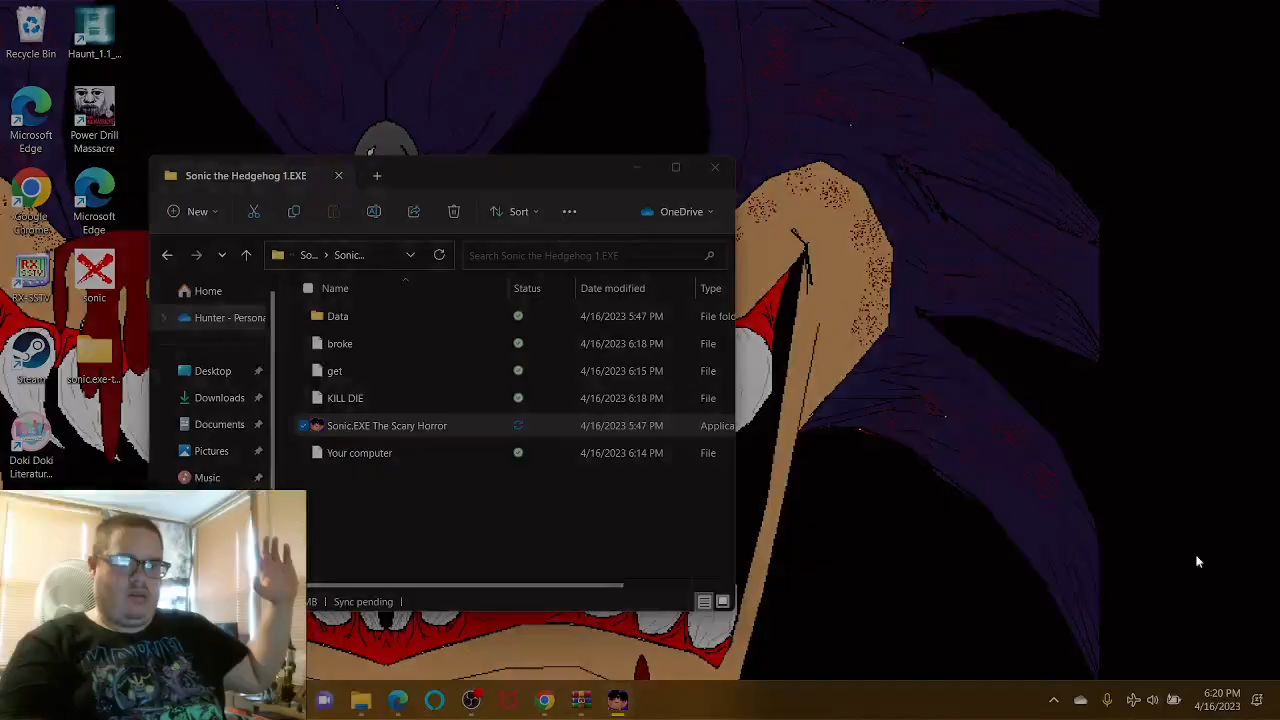 Recycle Bin
Haunt_1.1_...
Microsoft
Edge
Power Drill
Massacre
Google
Chrome
Microsoft
Edge
RX-SSTV
sonic
Steam
sonic.exe-t...
Doki Doki
Literatur...
Sonic the Hedgehog 1.EXE
New
Sort
OneDrive
So... > Sonic...
Search Sonic the Hedgehog 1.EXE
Home
Hunter - Persona
Desktop
Downloads
Documents
Pictures
Music
Name Status Date modified Type
Data 4/16/2023 5:47 PM File fold
broke 4/16/2023 6:18 PM File
get 4/16/2023 6:15 PM File
KILL DIE 4/16/2023 6:18 PM File
Sonic.EXE The Scary Horror 4/16/2023 5:47 PM Applica
Your computer 4/16/2023 6:14 PM File
MB | Sync pending |
6:20 PM
4/16/2023